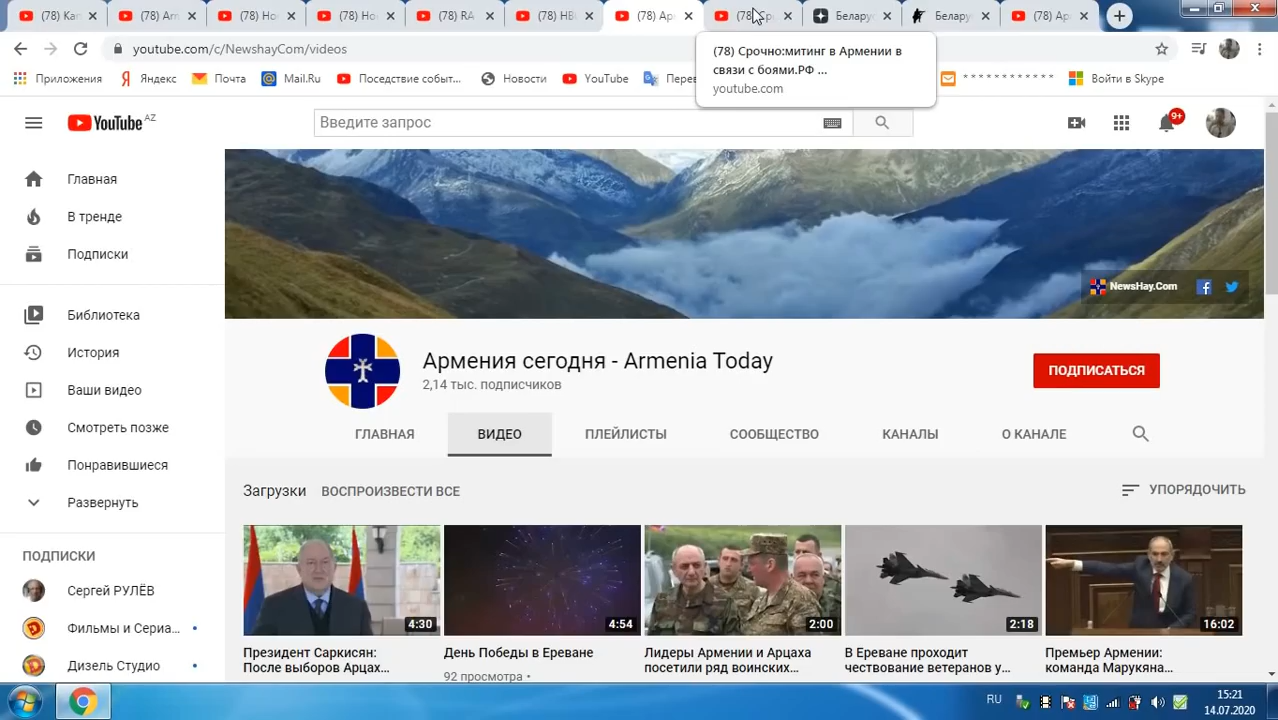 (78) Ка
(78) Ar
(78) Но
(78) Но
(78) RA
(78) НВ
(78) Ар
(78)
Беларус
Беларус
(78) Ар
youtube.com/c/NewshayCom/videos
(78) Срочно:митинг в Армении в
связи с боями.РФ ...
youtube.com
Приложения
Яндекс
Почта
Mail.Ru
Последние событ...
Новости
YouTube
Перев
* * * * * * * * * * * *
Войти в Skype
YouTube AZ
Введите запрос
9+
Главная
В тренде
Подписки
Библиотека
История
Ваши видео
Смотреть позже
Понравившиеся
Развернуть
ПОДПИСКИ
Сергей РУЛЁВ
Фильмы и Сериа...
Дизель Студио
NewsHay.Com
Армения сегодня - Armenia Today
2,14 тыс. подписчиков
ПОДПИСАТЬСЯ
ГЛАВНАЯ
ВИДЕО
ПЛЕЙЛИСТЫ
СООБЩЕСТВО
КАНАЛЫ
О КАНАЛЕ
Загрузки
ВОСПРОИЗВЕСТИ ВСЕ
УПОРЯДОЧИТЬ
4:30
4:54
2:00
2:18
16:02
Президент Саркисян:
После выборов Арцах...
День Победы в Ереване
92 просмотра •
Лидеры Армении и Арцаха
посетили ряд воинских...
В Ереване проходит
чествование ветеранов у...
Премьер Армении:
команда Марукяна...
RU
15:21
14.07.2020